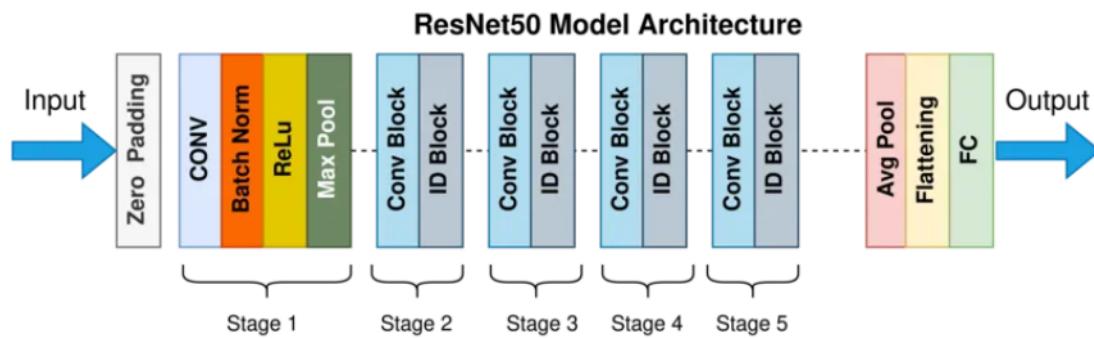 ResNet50 Model Architecture
Input
Zero Padding
CONV
Batch Norm
ReLu
Max Pool
Conv Block
ID Block
Conv Block
ID Block
Conv Block
ID Block
Conv Block
ID Block
Avg Pool
Flattening
FC
Output
Stage 1
Stage 2
Stage 3
Stage 4
Stage 5